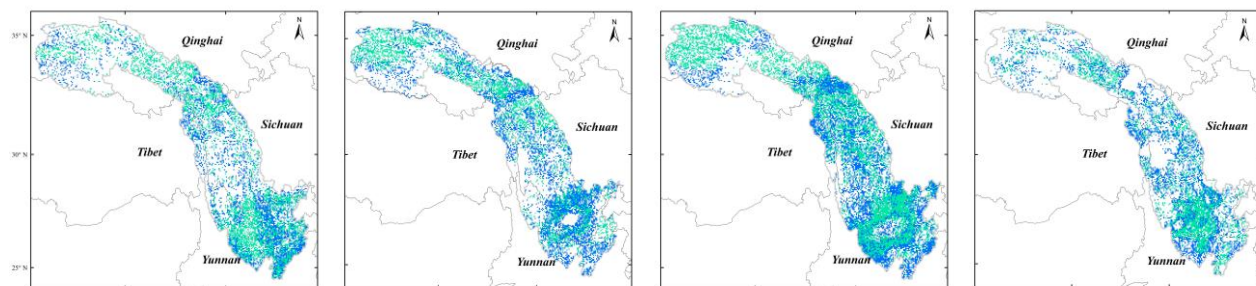 N
35° N
Qinghai
Sichuan
30° N
Tibet
Yunnan
25° N
N
Qinghai
Sichuan
Tibet
Yunnan
N
Qinghai
Sichuan
Tibet
Yunnan
N
Qinghai
Sichuan
Tibet
Yunnan